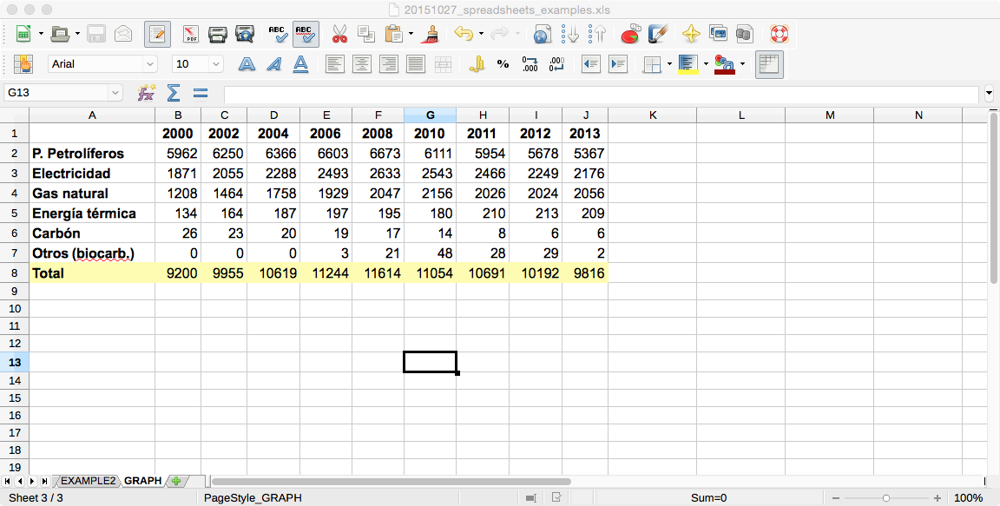 20151027_spreadsheets_examples.xls
PDF ABC ABC
Arial 10 % .000 .000
G13
A B C D E F G H I J K L M N
1 2000 2002 2004 2006 2008 2010 2011 2012 2013
2 P. Petrolíferos 5962 6250 6366 6603 6673 6111 5954 5678 5367
3 Electricidad 1871 2055 2288 2493 2633 2543 2466 2249 2176
4 Gas natural 1208 1464 1758 1929 2047 2156 2026 2024 2056
5 Energía térmica 134 164 187 197 195 180 210 213 209
6 Carbón 26 23 20 19 17 14 8 6 6
7 Otros (biocarb.) 0 0 0 3 21 48 28 29 2
8 Total 9200 9955 10619 11244 11614 11054 10691 10192 9816
9
10
11
12
13
14
15
16
17
18
19
EXAMPLE2 GRAPH
Sheet 3 / 3 PageStyle_GRAPH Sum=0 100%